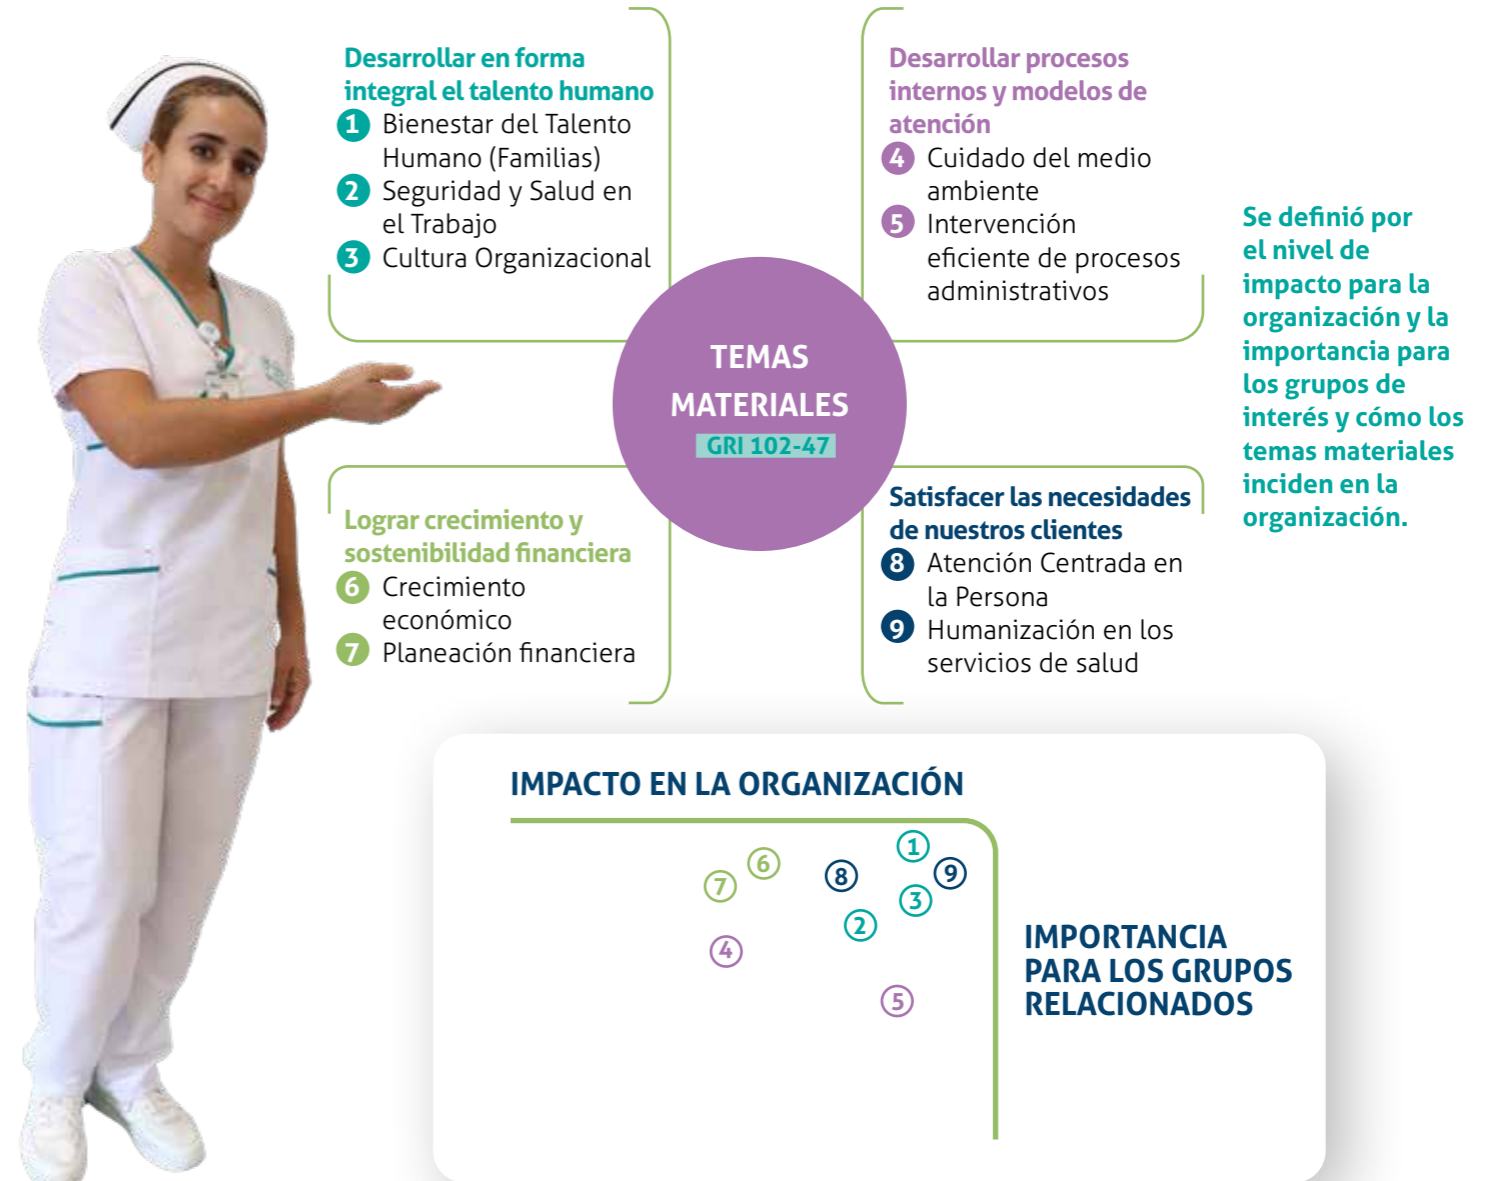 Desarrollar en forma
integral el talento humano
1 Bienestar del Talento
Humano (Familias)
2 Seguridad y Salud en
el Trabajo
3 Cultura Organizacional
Desarrollar procesos
internos y modelos de
atención
4 Cuidado del medio
ambiente
5 Intervención
eficiente de procesos
administrativos
Se definió por
el nivel de
impacto para la
organización y la
importancia para
los grupos de
interés y cómo los
temas materiales
inciden en la
organización.
TEMAS
MATERIALES
GRI 102-47
Lograr crecimiento y
sostenibilidad financiera
6 Crecimiento
económico
7 Planeación financiera
Satisfacer las necesidades
de nuestros clientes
8 Atención Centrada en
la Persona
9 Humanización en los
servicios de salud
IMPACTO EN LA ORGANIZACIÓN
1
6
9
8
7
3
2
4
5
IMPORTANCIA
PARA LOS GRUPOS
RELACIONADOS